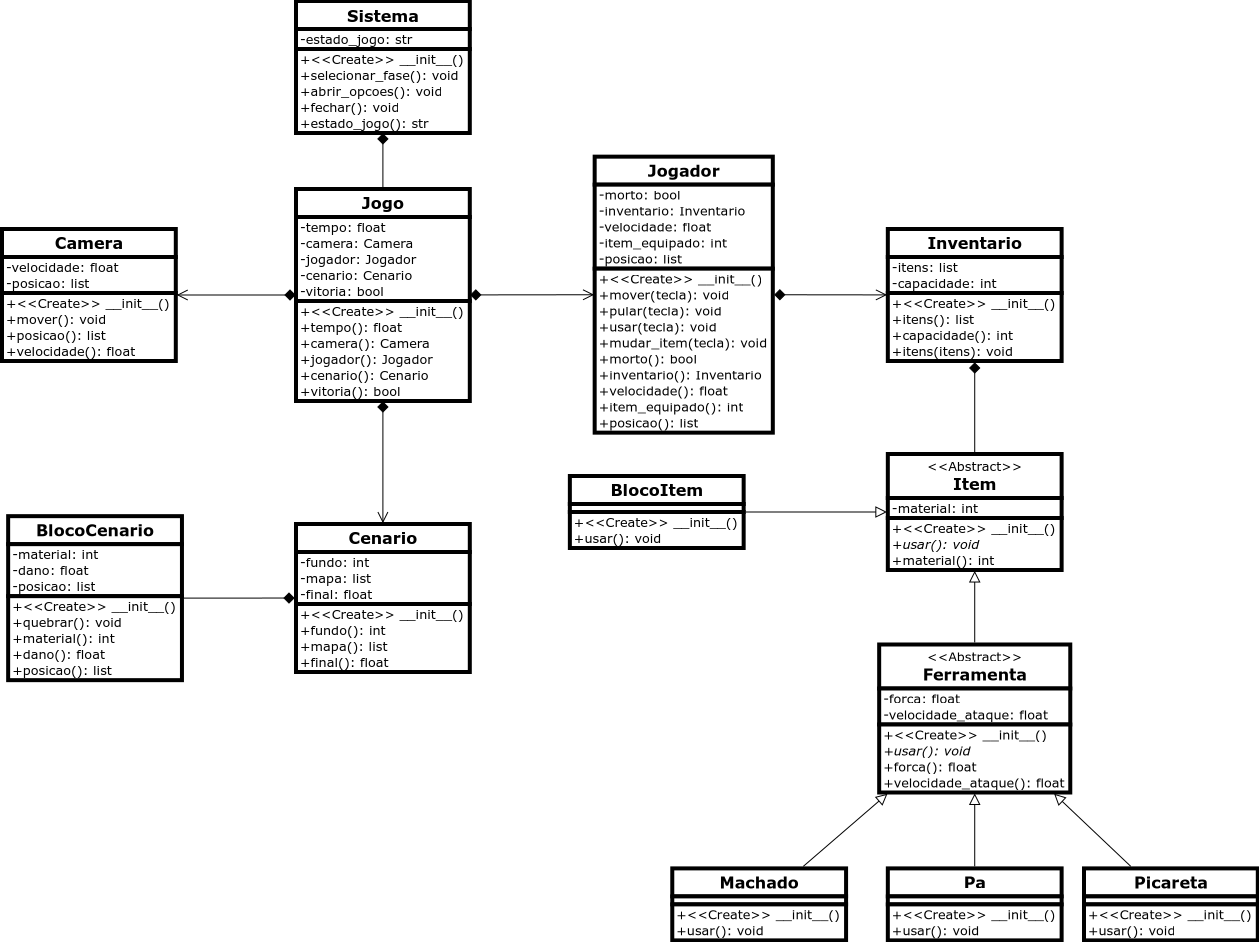 Sistema
-estado_jogo: str
+<<Create>> __init__()
+selecionar_fase(): void
+abrir_opcoes(): void
+fechar(): void
+estado_jogo(): str
Jogo
-tempo: float
-camera: Camera
-jogador: Jogador
-cenario: Cenario
-vitoria: bool
+<<Create>> __init__()
+tempo(): float
+camera(): Camera
+jogador(): Jogador
+cenario(): Cenario
+vitoria(): bool
Camera
-velocidade: float
-posicao: list
+<<Create>> __init__()
+mover(): void
+posicao(): list
+velocidade(): float
Jogador
-morto: bool
-inventario: Inventario
-velocidade: float
-item_equipado: int
-posicao: list
+<<Create>> __init__()
+mover(tecla): void
+pular(tecla): void
+usar(tecla): void
+mudar_item(tecla): void
+morto(): bool
+inventario(): Inventario
+velocidade(): float
+item_equipado(): int
+posicao(): list
Inventario
-itens: list
-capacidade: int
+<<Create>> __init__()
+itens(): list
+capacidade(): int
+itens(itens): void
BlocoItem
+<<Create>> __init__()
+usar(): void
<<Abstract>>
Item
-material: int
+<<Create>> __init__()
+usar(): void
+material(): int
BlocoCenario
-material: int
-dano: float
-posicao: list
+<<Create>> __init__()
+quebrar(): void
+material(): int
+dano(): float
+posicao(): list
Cenario
-fundo: int
-mapa: list
-final: float
+<<Create>> __init__()
+fundo(): int
+mapa(): list
+final(): float
<<Abstract>>
Ferramenta
-forca: float
-velocidade_ataque: float
+<<Create>> __init__()
+usar(): void
+forca(): float
+velocidade_ataque(): float
Machado
+<<Create>> __init__()
+usar(): void
Pa
+<<Create>> __init__()
+usar(): void
Picareta
+<<Create>> __init__()
+usar(): void